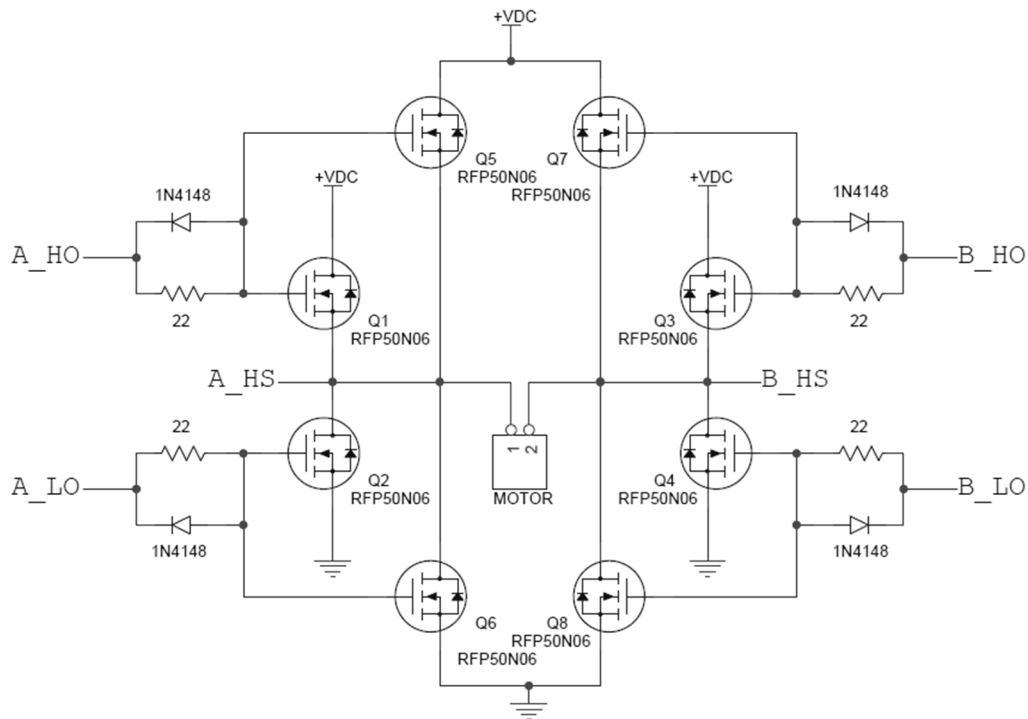 +VDC
Q5
RFP50N06
Q7
RFP50N06
+VDC
+VDC
1N4148
1N4148
A_HO
B_HO
22
Q1
RFP50N06
Q3
RFP50N06
22
A_HS
B_HS
22
22
1
2
MOTOR
Q2
RFP50N06
Q4
RFP50N06
A_LO
B_LO
1N4148
1N4148
Q6
RFP50N06
Q8
RFP50N06